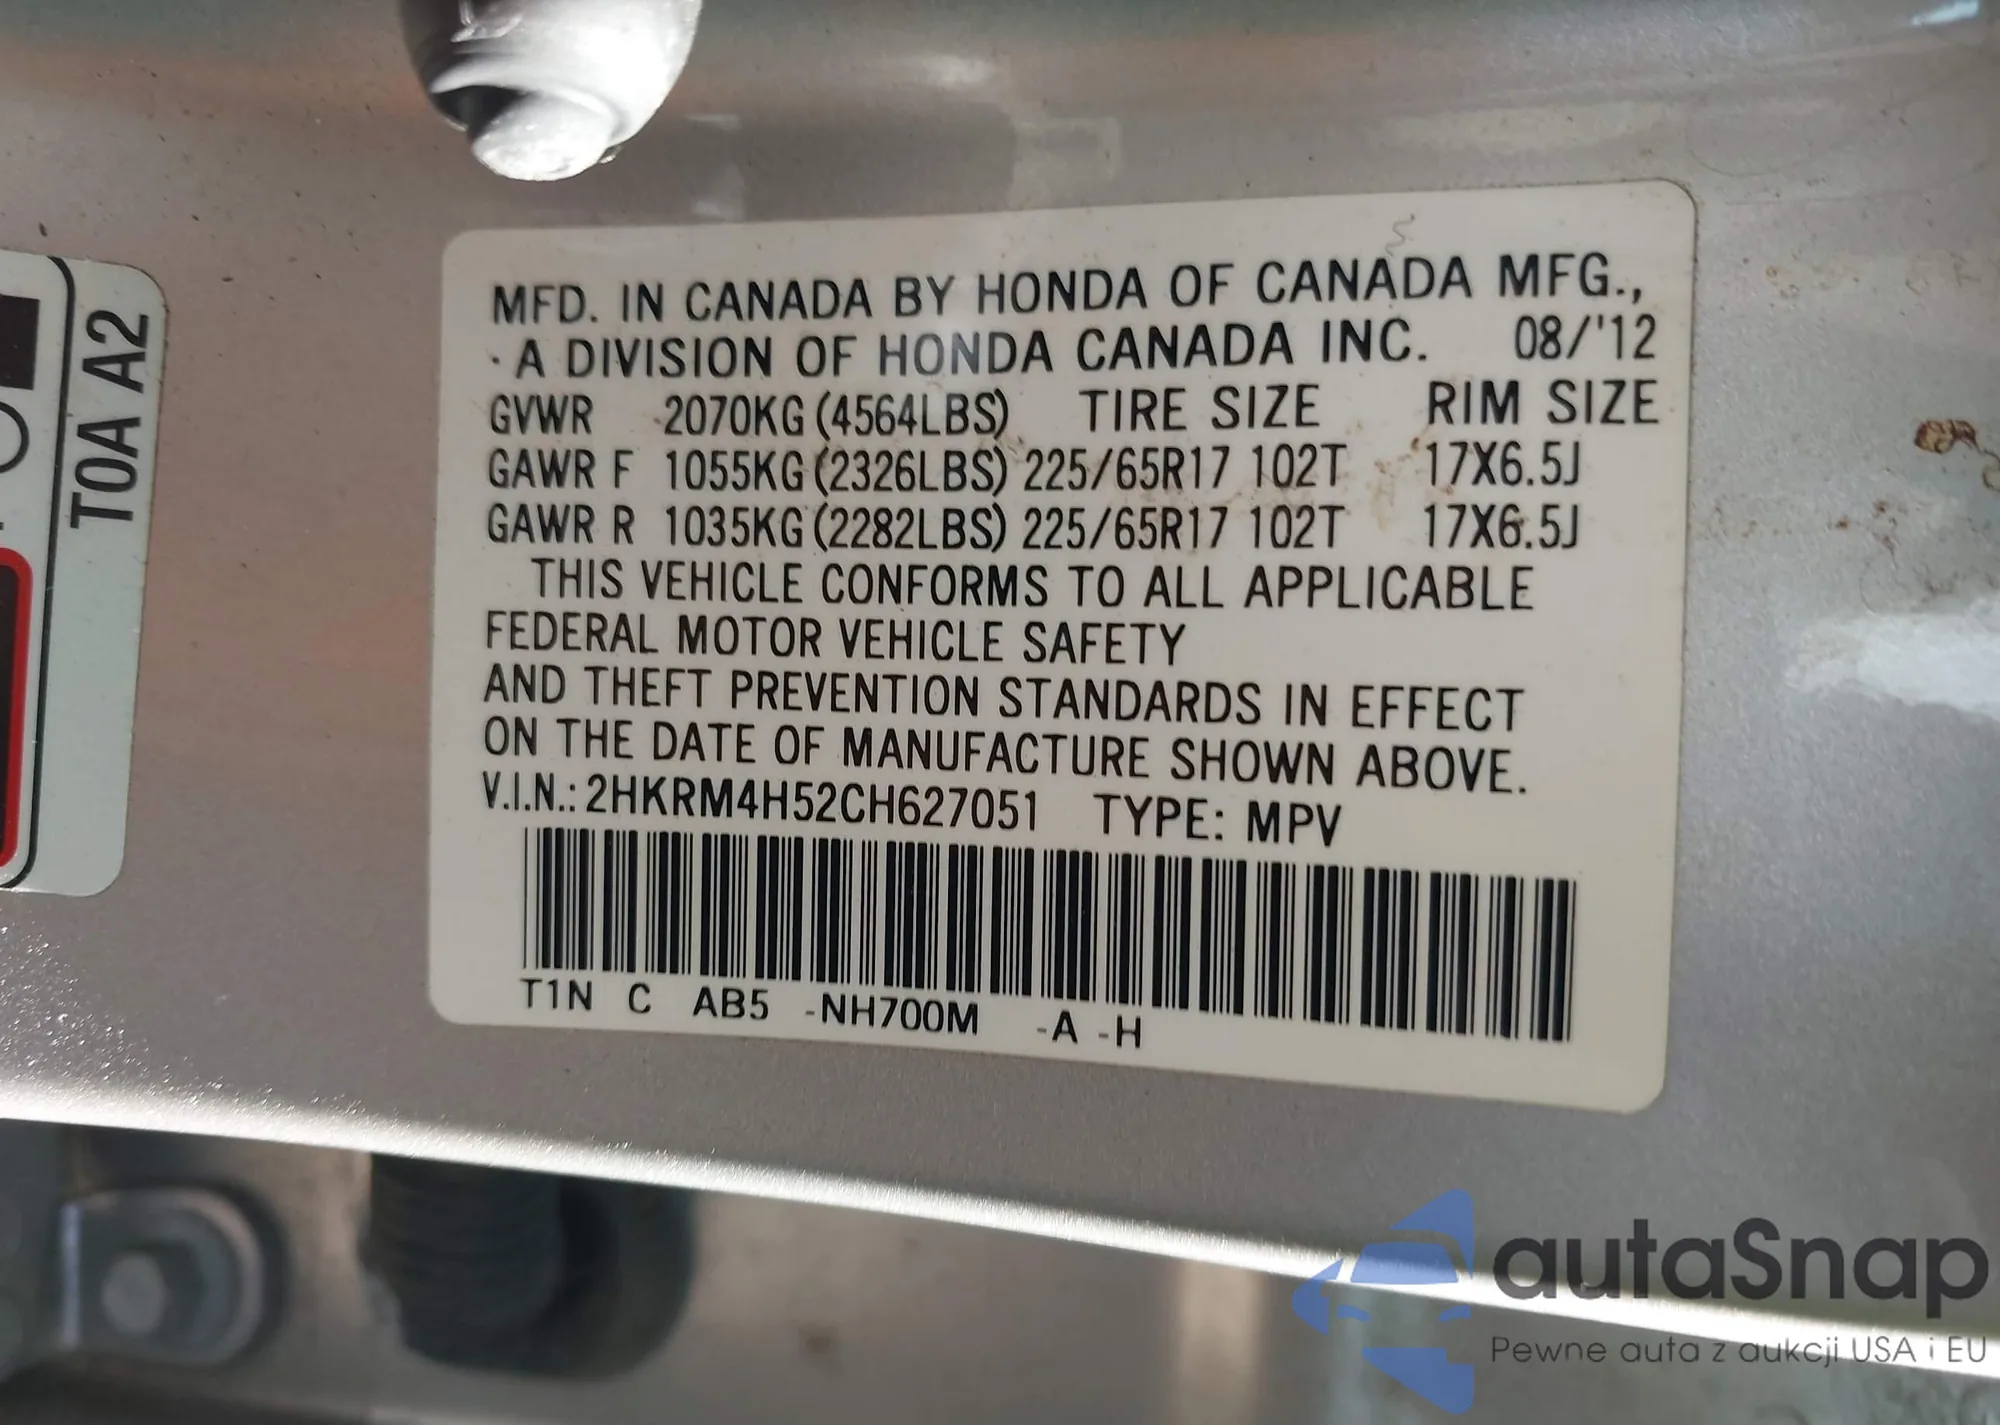 MFD. IN CANADA BY HONDA OF CANADA MFG.,
· A DIVISION OF HONDA CANADA INC. 08/'12
GVWR 2070KG (4564LBS) TIRE SIZE RIM SIZE
GAWR F 1055KG (2326LBS) 225/65R17 102T 17X6.5J
GAWR R 1035KG (2282LBS) 225/65R17 102T 17X6.5J
THIS VEHICLE CONFORMS TO ALL APPLICABLE
FEDERAL MOTOR VEHICLE SAFETY
AND THEFT PREVENTION STANDARDS IN EFFECT
ON THE DATE OF MANUFACTURE SHOWN ABOVE.
V.I.N.: 2HKRM4H52CH627051 TYPE: MPV
T1N C AB5 -NH700M -A -H
T0A A2
autaSnap
Pewne auta z aukcji USA i EU